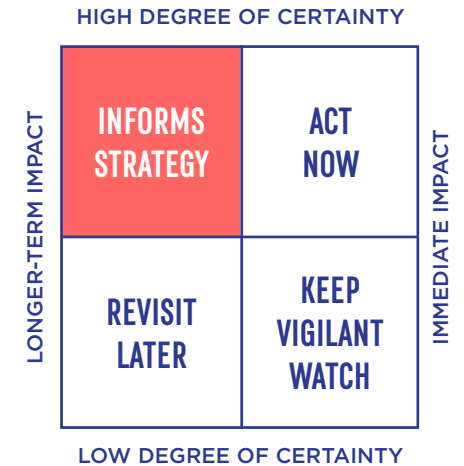 HIGH DEGREE OF CERTAINTY
LONGER-TERM IMPACT
INFORMS
STRATEGY
ACT
NOW
IMMEDIATE IMPACT
REVISIT
LATER
KEEP
VIGILANT
WATCH
LOW DEGREE OF CERTAINTY